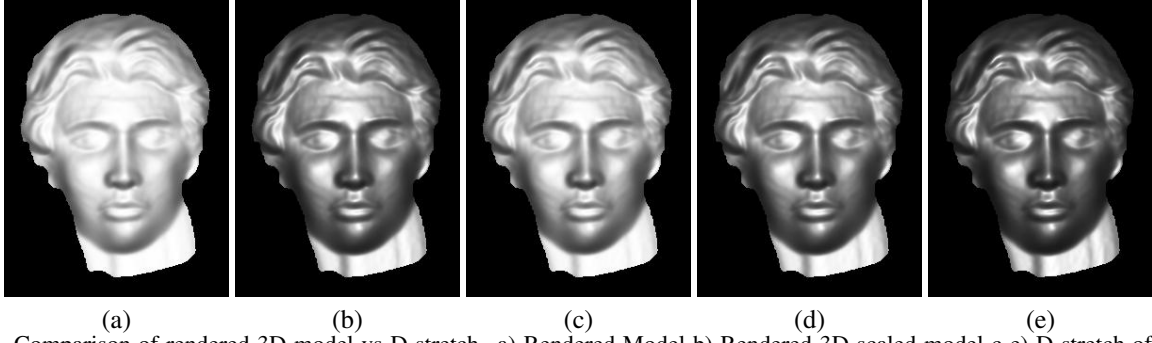 (a) (b) (c) (d) (e)
Comparison of rendered 3D model vs D-stretch. a) Rendered Model b) Rendered 3D scaled model c-e) D-stretch of